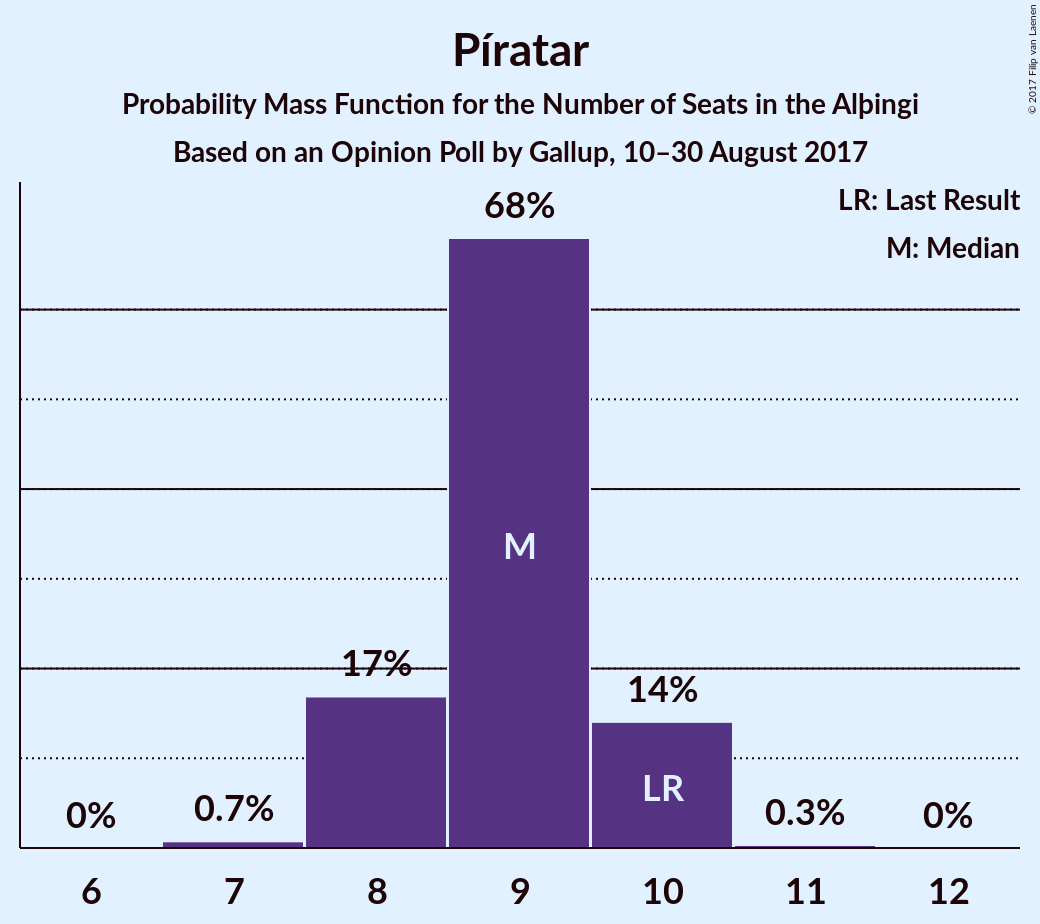 Píratar
Probability Mass Function for the Number of Seats in the Alþingi
Based on an Opinion Poll by Gallup, 10–30 August 2017
© 2017 Filip van Laenen
LR: Last Result
M: Median
68%
M
17%
14%
LR
0%
0.7%
0.3%
0%
6 7 8 9 10 11 12